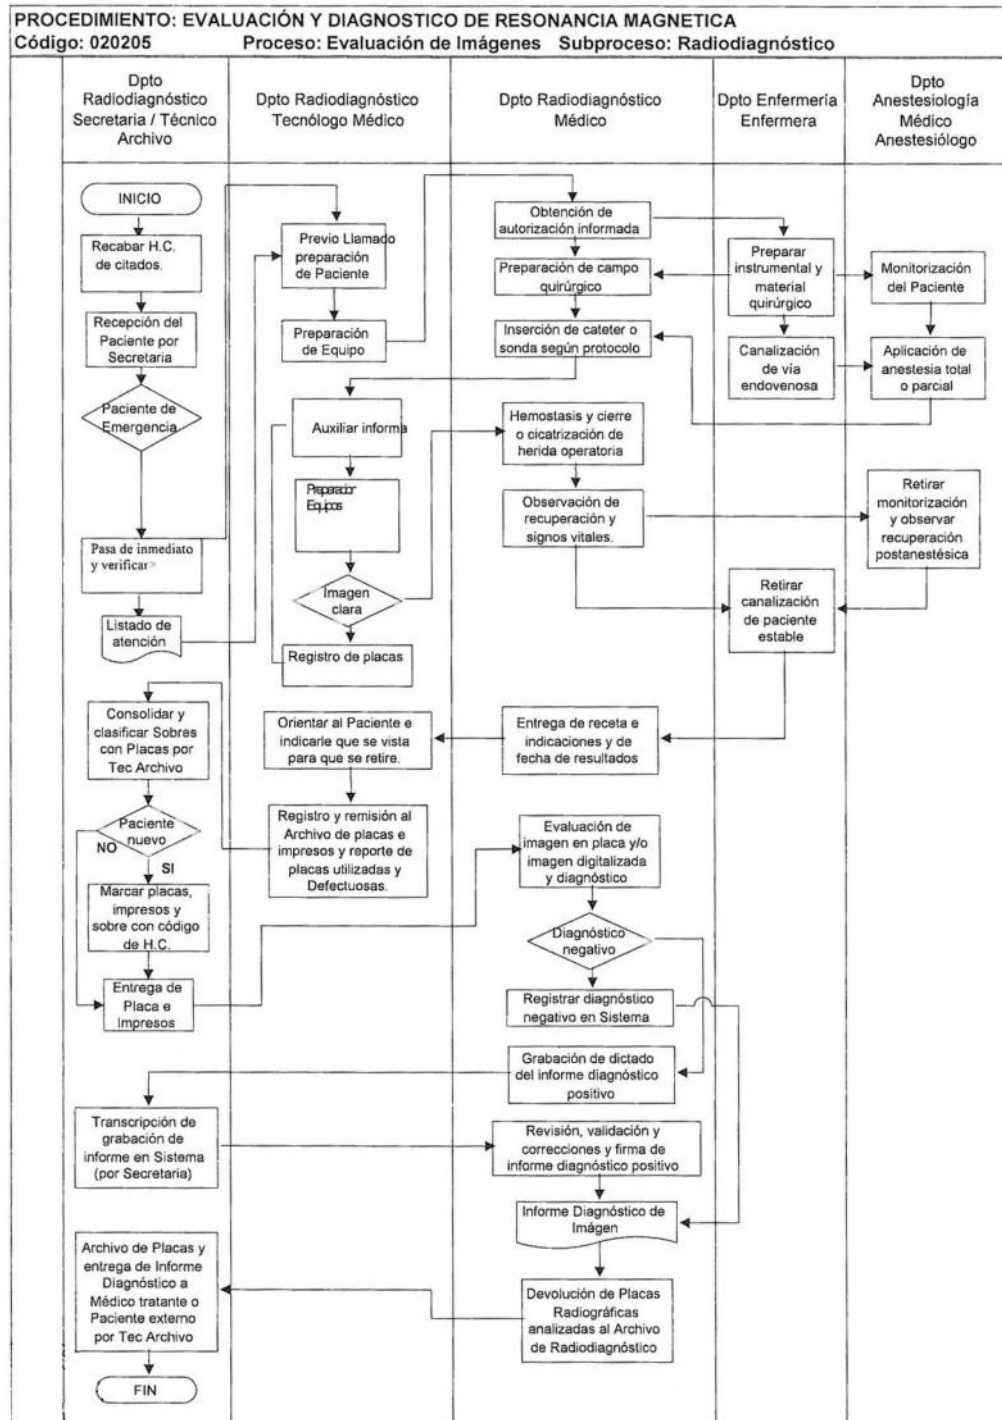 PROCEDIMIENTO: EVALUACIÓN Y DIAGNOSTICO DE RESONANCIA MAGNETICA
Código: 020205 Proceso: Evaluación de Imágenes Subproceso: Radiodiagnóstico
Dpto
Radiodiagnóstico
Secretaria / Técnico
Archivo
Dpto Radiodiagnóstico
Tecnólogo Médico
Dpto Radiodiagnóstico
Médico
Dpto Enfermería
Enfermera
Dpto
Anestesiología
Médico
Anestesiólogo
INICIO
Recabar H.C.
de citados.
Recepción del
Paciente por
Secretaria
Paciente de
Emergencia
Pasa de inmediato
y verificar>
Listado de
atención
Previo Llamado
preparación
de Paciente
Preparación
de Equipo
Obtención de
autorización informada
Preparación de campo
quirúrgico
Inserción de cateter o
sonda según protocolo
Preparar
instrumental y
material
quirúrgico
Canalización
de vía
endovenosa
Monitorización
del Paciente
Aplicación de
anestesia total
o parcial
Auxiliar informa
Preparador
Equipos
Imagen
clara
Registro de placas
Hemostasis y cierre
o cicatrización de
herida operatoria
Observación de
recuperación y
signos vitales.
Retirar
monitorización
y observar
recuperación
postanestésica
Retirar
canalización
de paciente
estable
Entrega de receta e
indicaciones y de
fecha de resultados
Orientar al Paciente e
indicarle que se vista
para que se retire.
Registro y remisión al
Archivo de placas e
impresos y reporte de
placas utilizadas y
Defectuosas.
Consolidar y
clasificar Sobres
con Placas por
Tec Archivo
Paciente
nuevo
NO
SI
Marcar placas,
impresos y
sobre con código
de H.C.
Entrega de
Placa e
Impresos
Evaluación de
imagen en placa y/o
imagen digitalizada
y diagnóstico
Diagnóstico
negativo
Registrar diagnóstico
negativo en Sistema
Grabación de dictado
del informe diagnóstico
positivo
Transcripción de
grabación de
informe en Sistema
(por Secretaria)
Revisión, validación y
correcciones y firma de
informe diagnóstico positivo
Informe Diagnóstico de
Imágen
Devolución de Placas
Radiográficas
analizadas al Archivo
de Radiodiagnóstico
Archivo de Placas y
entrega de Informe
Diagnóstico a
Médico tratante o
Paciente externo
por Tec Archivo
FIN